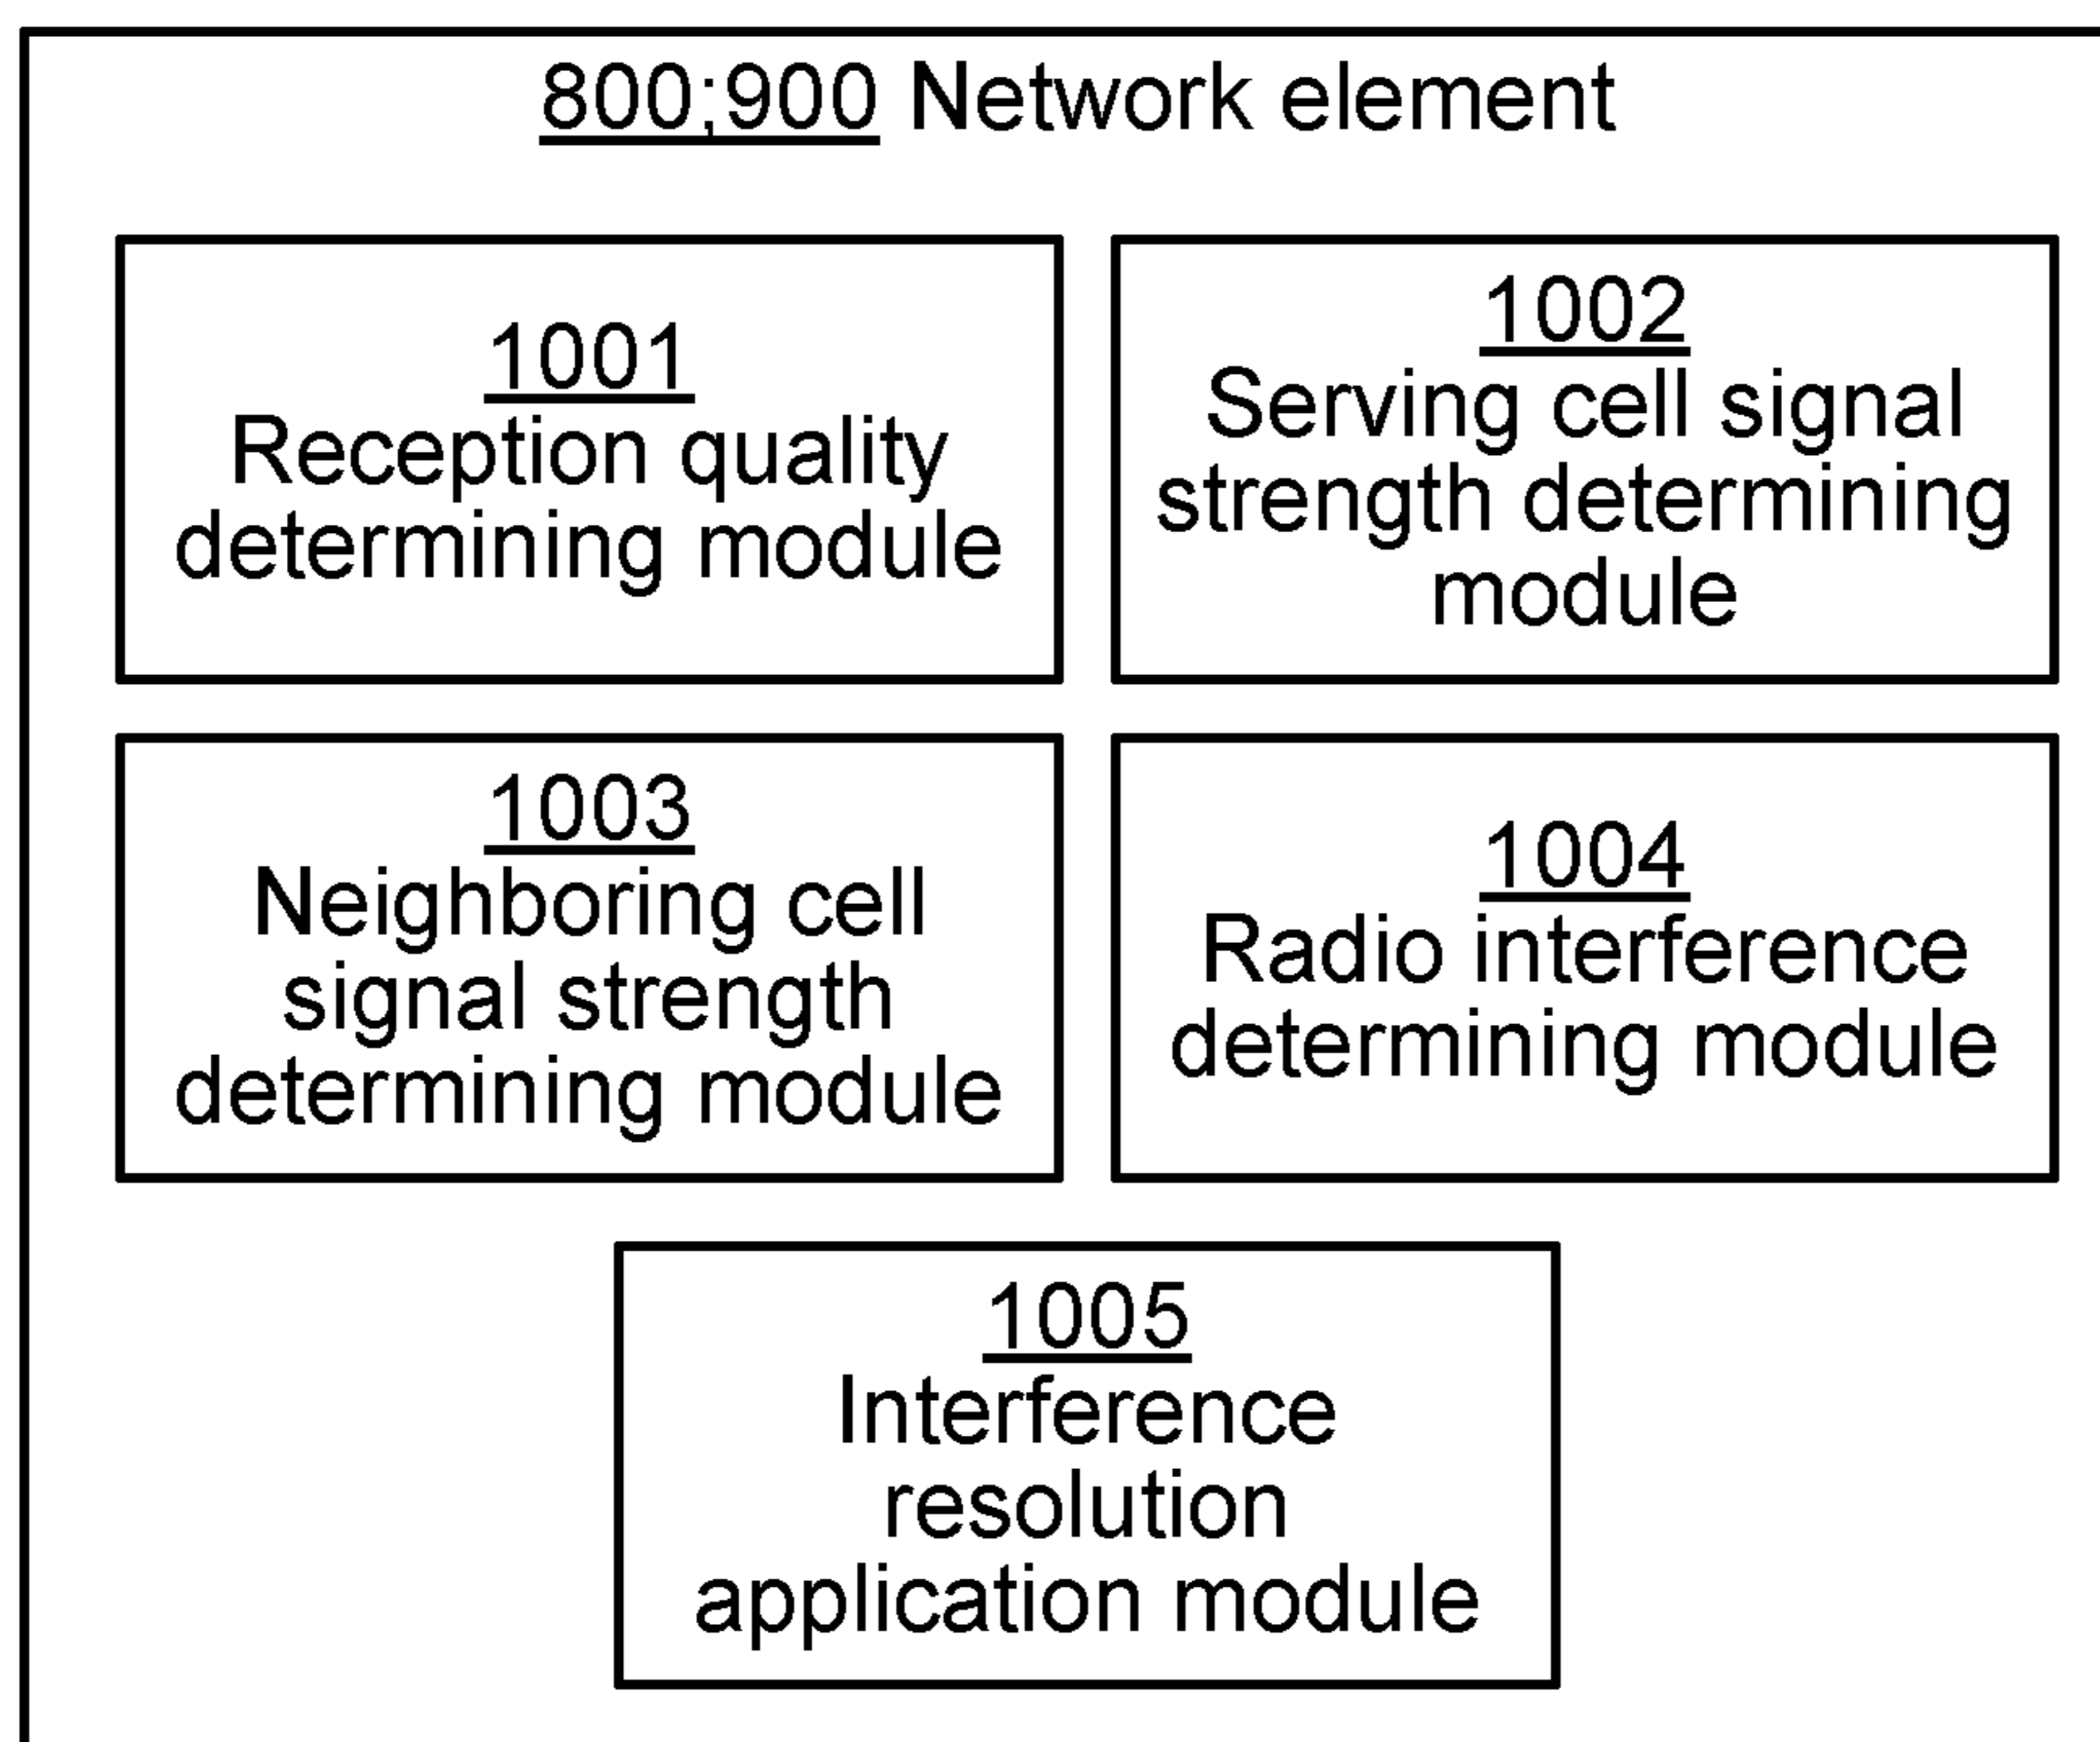 800;900 Network element
1001
Reception quality
determining module
1002
Serving cell signal
strength determining
module
1003
Neighboring cell
signal strength
determining module
1004
Radio interference
determining module
1005
Interference
resolution
application module